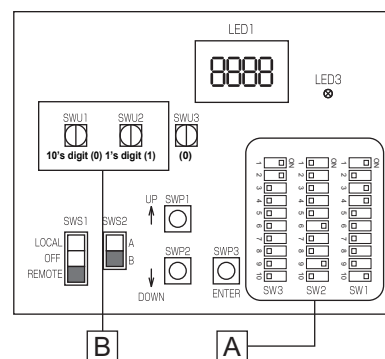 LED1
8888
LED3
SWU1 SWU2 SWU3
10's digit (0) 1's digit (1) (0)
SWS1 SWS2
LOCAL
OFF
REMOTE
A
B
UP SWP1
SWP2
DOWN
SWP3
ENTER
ON ON ON
1 1 1
2 2 2
3 3 3
4 4 4
5 5 5
6 6 6
7 7 7
8 8 8
9 9 9
10 10 10
SW3 SW2 SW1
B A